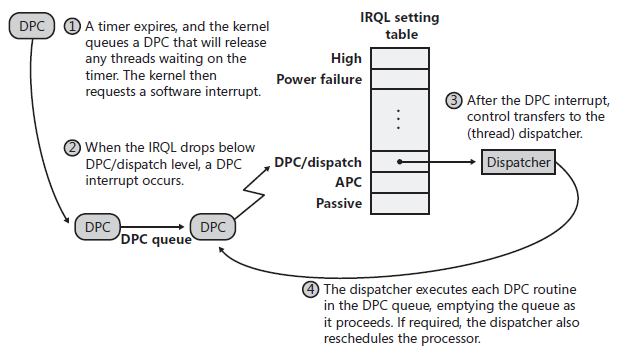 DPC
1 A timer expires, and the kernel
queues a DPC that will release
any threads waiting on the
timer. The kernel then
requests a software interrupt.
IRQL setting
table
High
Power failure
3 After the DPC interrupt,
control transfers to the
(thread) dispatcher.
2 When the IRQL drops below
DPC/dispatch level, a DPC
interrupt occurs.
DPC/dispatch
Dispatcher
APC
Passive
DPC
DPC
DPC queue
4 The dispatcher executes each DPC routine
in the DPC queue, emptying the queue as
it proceeds. If required, the dispatcher also
reschedules the processor.